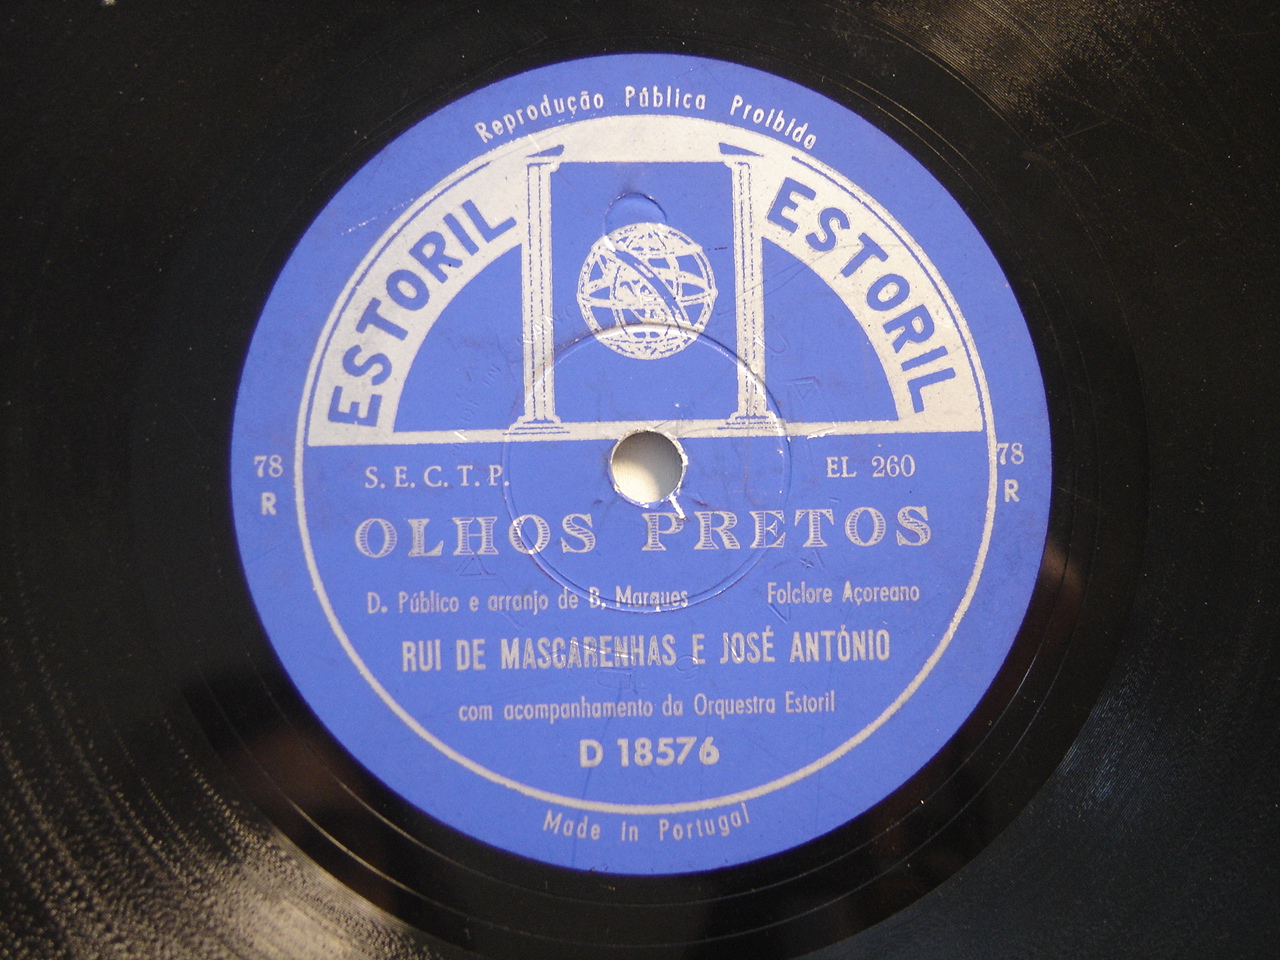 Reprodução Pública Proibida
ESTORIL
ESTORIL
78 R
78 R
S. E. C. T. P.
EL 260
OLHOS PRETOS
D. Público e arranjo de B. Marques
Folclore Açoreano
RUI DE MASCARENHAS E JOSÉ ANTÓNIO
com acompanhamento da Orquestra Estoril
D 18576
Made in Portugal